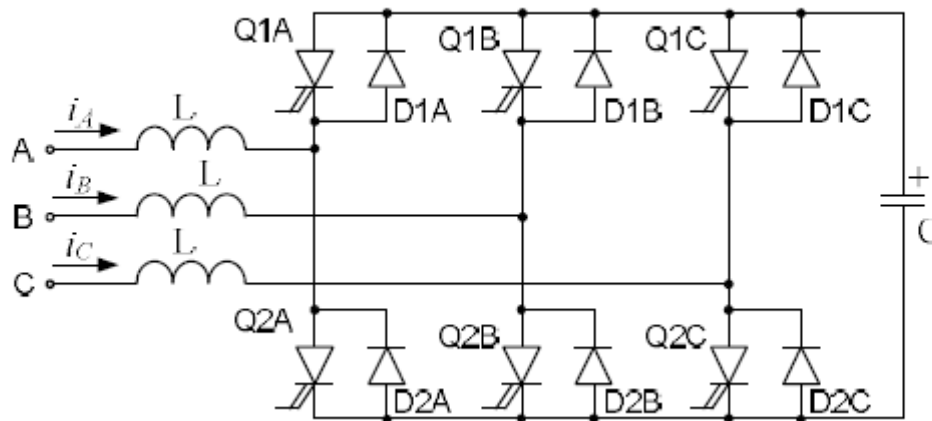 Q1A
Q1B
Q1C
D1A
D1B
D1C
iA
L
A
iB
L
B
iC
L
C
+
C
Q2A
Q2B
Q2C
D2A
D2B
D2C